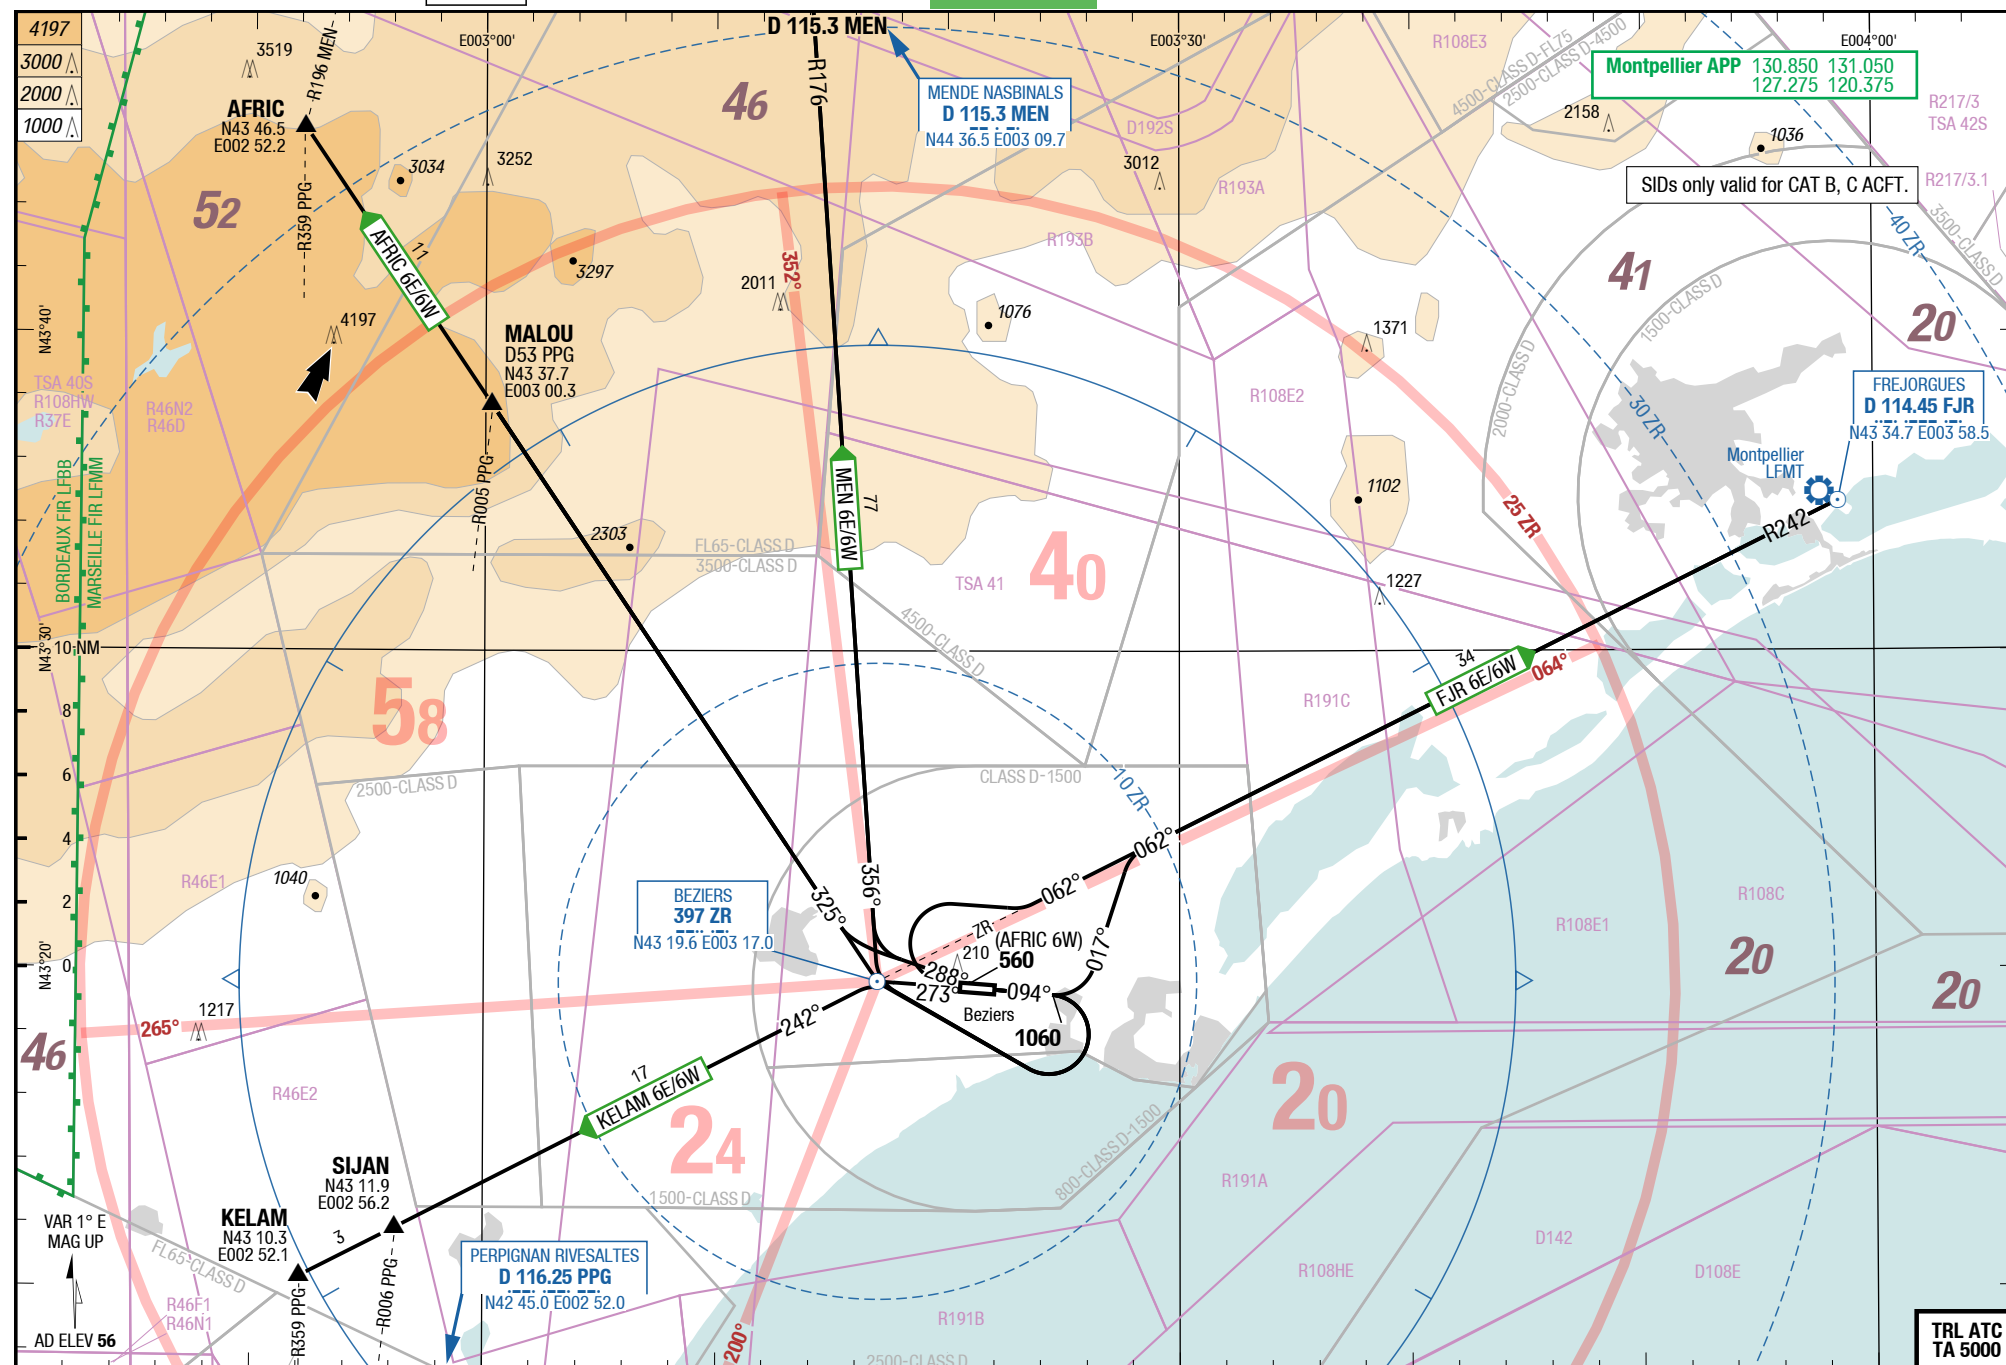 4197
3000
2000
1000
3519
R196 MEN
E003°00'
D 115.3 MEN
R176
E003°30'
R108E3
4500-CLASS D-FL75
2500-CLASS D-4500
E004°00'
Montpellier APP 130.850 131.050
127.275 120.375
AFRIC
N43 46.5
E002 52.2
46
MENDE NASBINALS
D 115.3 MEN
N44 36.5 E003 09.7
D192S
2158
1036
R217/3
TSA 42S
3034
3252
3012
R193A
SIDs only valid for CAT B, C ACFT.
R217/3.1
3500-CLASS D
52
R359 PPG
11
AFRIC 6E/6W
3297
352°
2011
R193B
41
40 ZR
1500-CLASS D
20
N43°40'
4197
MALOU
D53 PPG
N43 37.7
E003 00.3
1076
1371
2000-CLASS D
TSA 40S
R108HW
R37E
R46N2
R46D
R108E2
30 ZR
FREJORGUES
D 114.45 FJR
N43 34.7 E003 58.5
Montpellier
LFMT
BORDEAUX FIR LFBB
MARSEILLE FIR LFMM
R005 PPG
MEN 6E/6W
77
1102
25 ZR
R242
2303
FL65-CLASS D
3500-CLASS D
TSA 41
40
1227
4500-CLASS D
N43°30'
10 NM
34
FJR 6E/6W
064°
58
R191C
8
6
4
2
0
2500-CLASS D
CLASS D-1500
10 ZR
062°
R46E1
1040
BEZIERS
397 ZR
N43 19.6 E003 17.0
325°
356°
062°
ZR
(AFRIC 6W)
560
210
017°
R108C
R108E1
N43°20'
288°
273°
094°
Beziers
1060
20
20
1217
265°
242°
46
R46E2
17
KELAM 6E/6W
24
20
800-CLASS D-1500
SIJAN
N43 11.9
E002 56.2
1500-CLASS D
R191A
KELAM
N43 10.3
E002 52.1
3
VAR 1° E
MAG UP
FL65-CLASS D
PERPIGNAN RIVESALTES
D 116.25 PPG
N42 45.0 E002 52.0
D142
R108HE
D108E
R46F1
R46N1
R359 PPG
R006 PPG
R191B
AD ELEV 56
200°
2500-CLASS D
TRL ATC
TA 5000